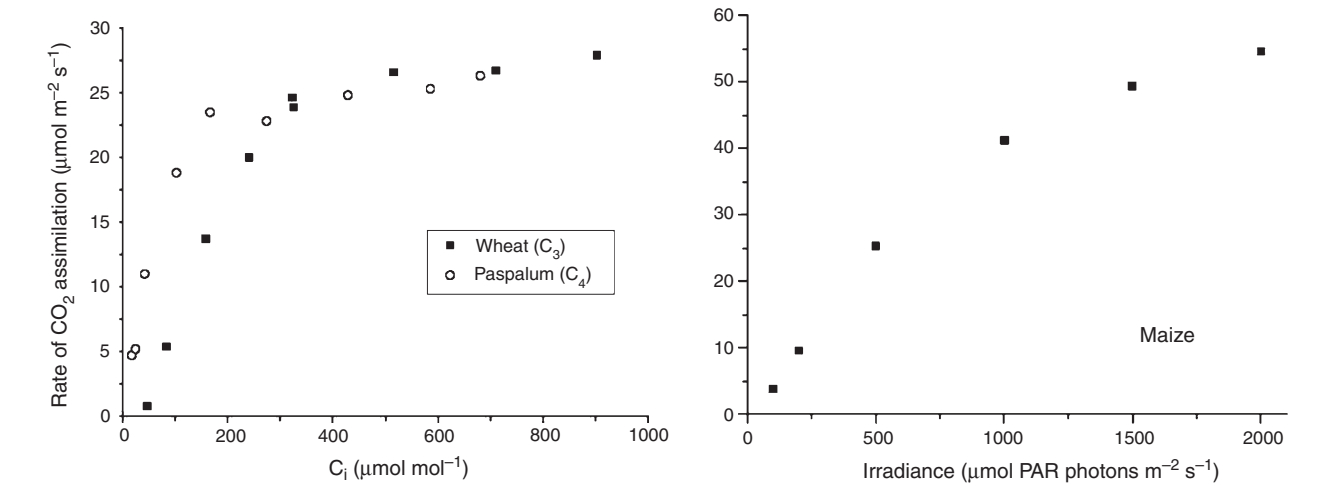 30
25
20
15
10
5
0
Rate of CO₂ assimilation (μmol m⁻² s⁻¹)
Wheat (C₃)
Paspalum (C₄)
0 200 400 600 800 1000
Cᵢ (μmol mol⁻¹)
60
50
40
30
20
10
0
Maize
0 500 1000 1500 2000
Irradiance (μmol PAR photons m⁻² s⁻¹)